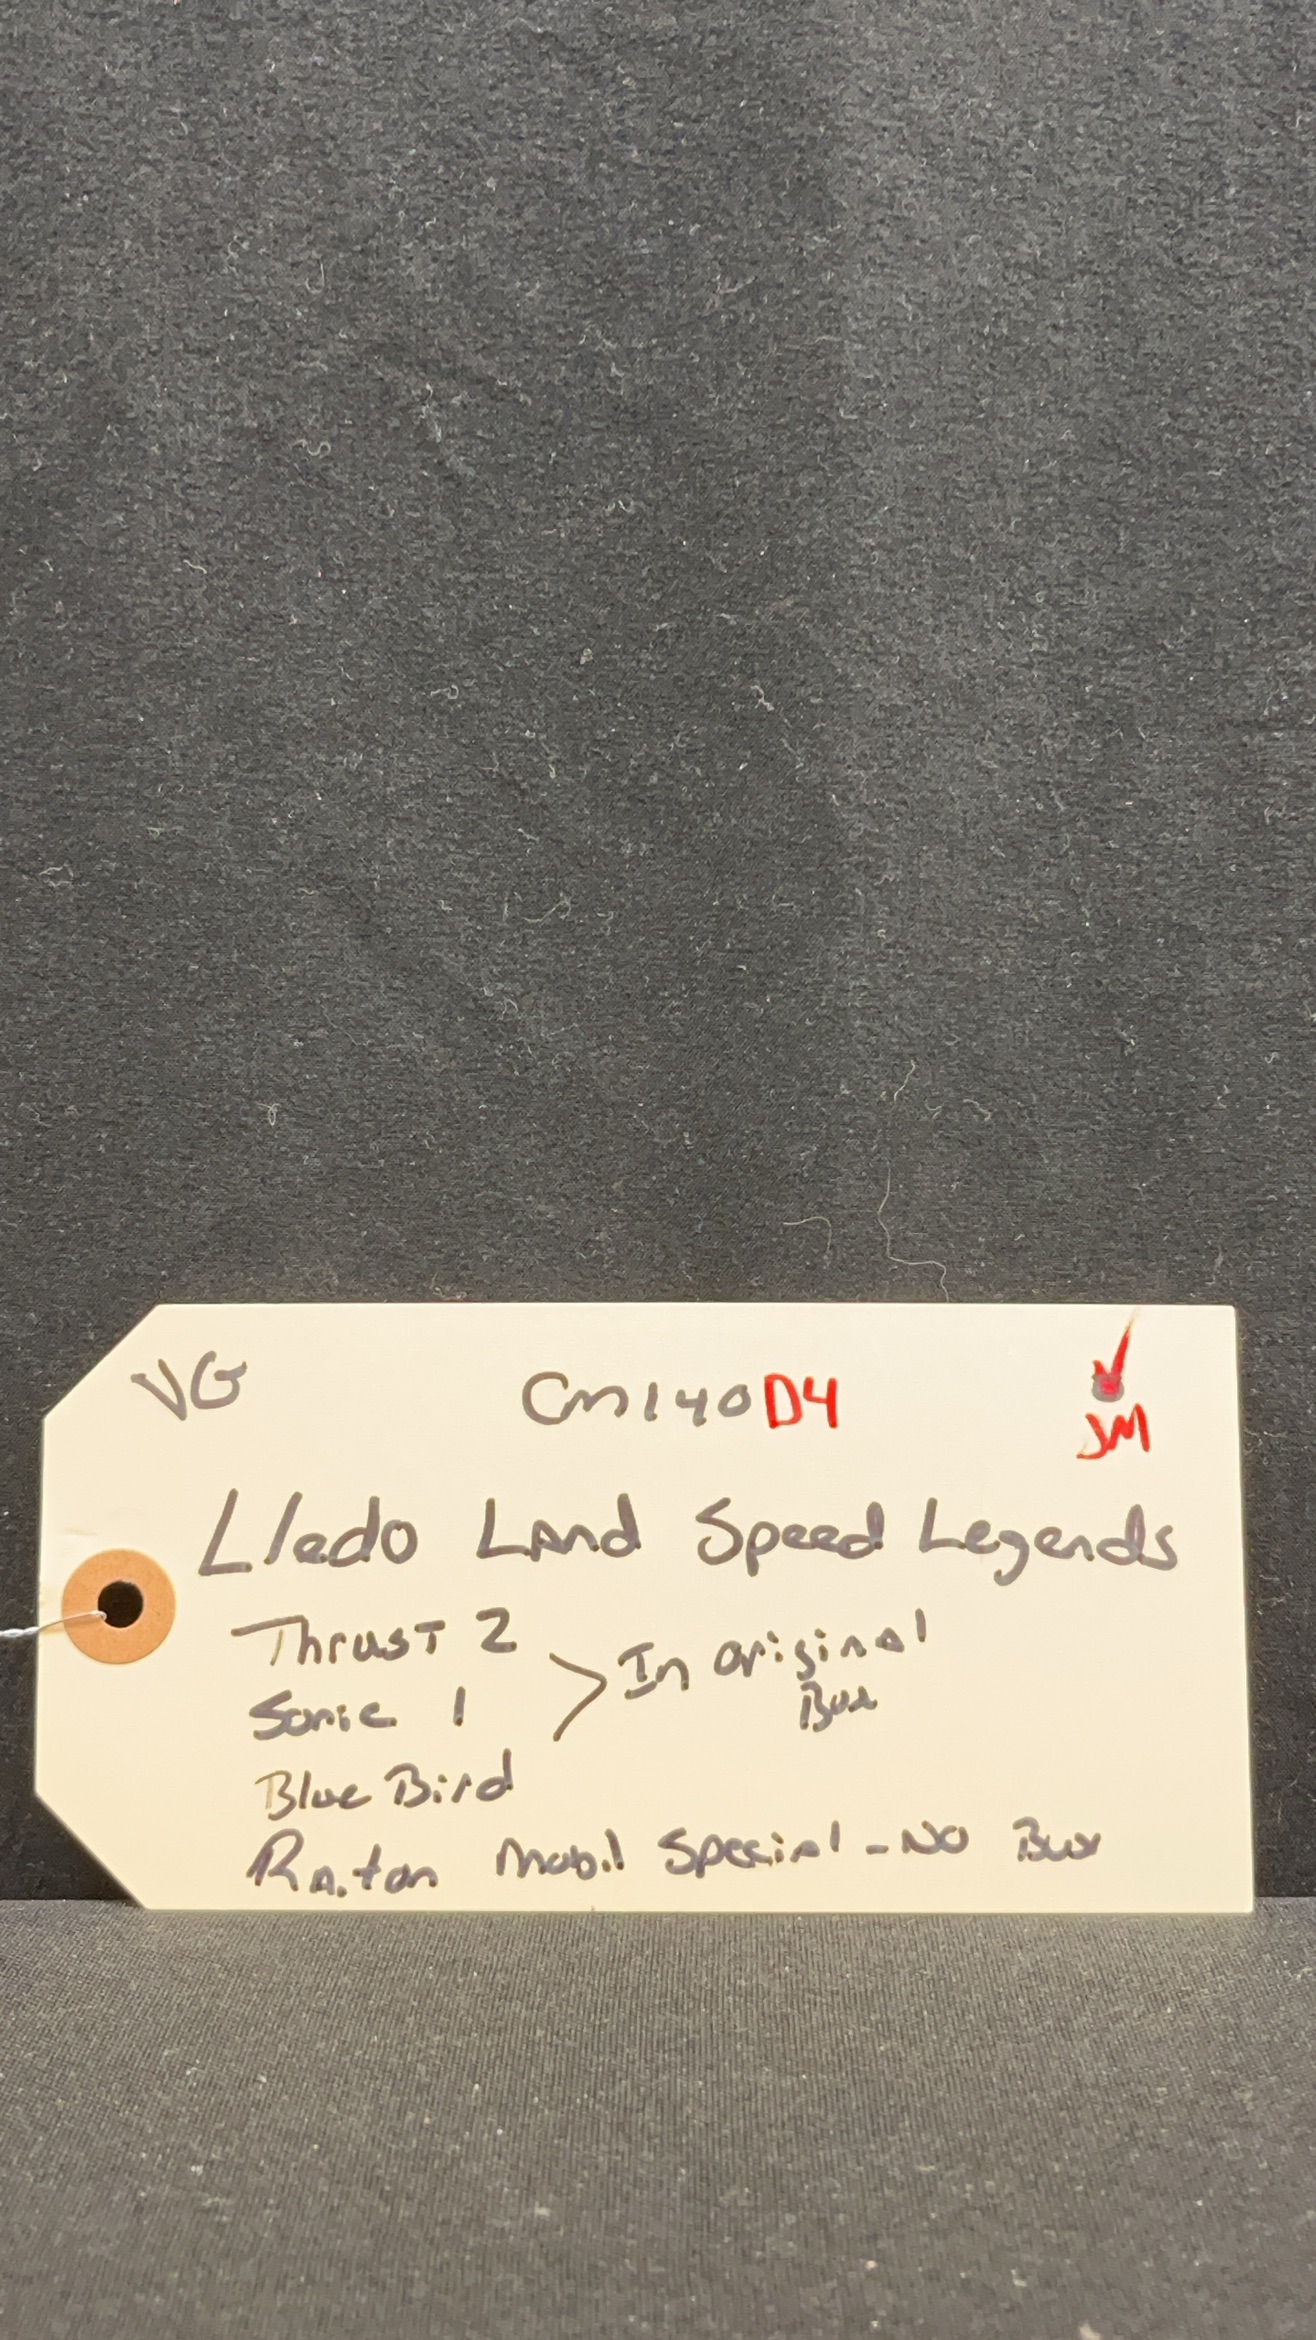 VG CM140D4
JM
Lledo Land Speed Legends
Thrust 2
Sonic 1 > In original
Box
Blue Bird
Railton Mobil Special - No Box